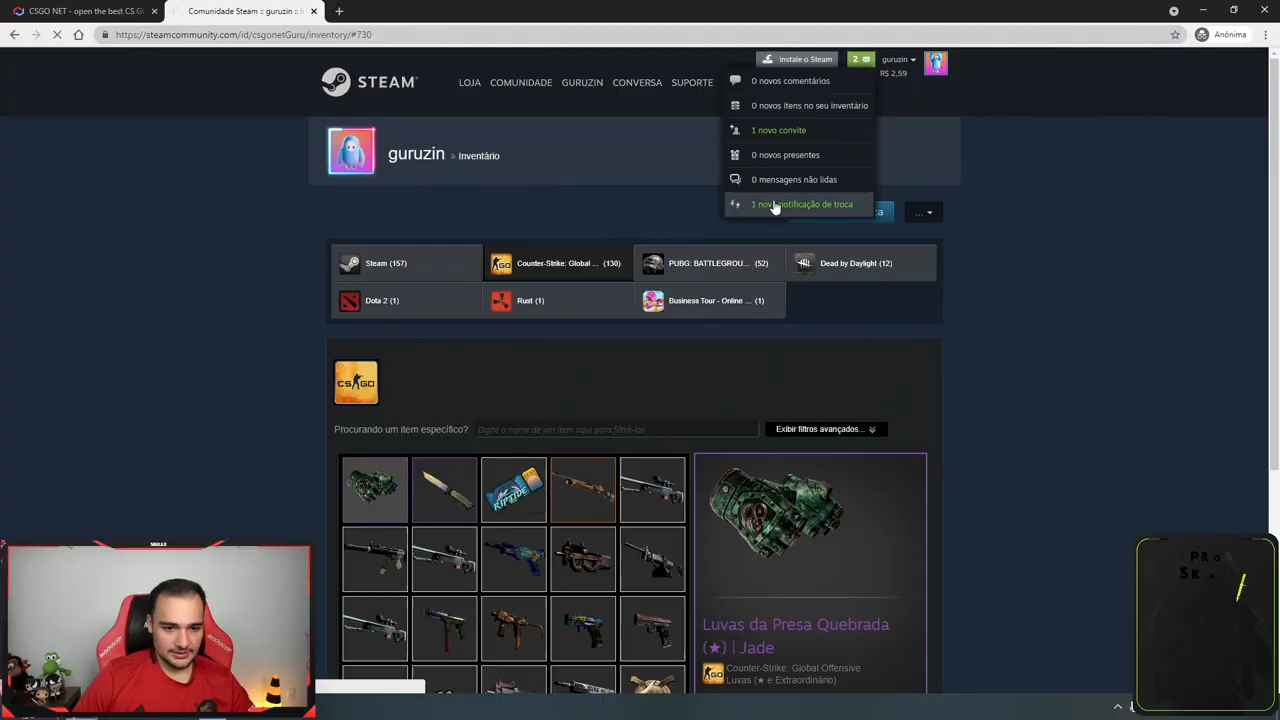 CSGO NET - open the best CS G
Comunidade Steam :: guruzin ::
https://steamcommunity.com/id/csgonetGuru/inventory/#730
Anônima
Instale o Steam
2
guruzin
R$ 2,59
STEAM
LOJA
COMUNIDADE
GURUZIN
CONVERSA
SUPORTE
0 novos comentários
0 novos itens no seu inventário
1 novo convite
0 novos presentes
0 mensagens não lidas
1 nova notificação de troca
guruzin » Inventário
...
Steam (157)
Counter-Strike: Global ... (130)
PUBG: BATTLEGROU... (52)
Dead by Daylight (12)
Dota 2 (1)
Rust (1)
Business Tour - Online ... (1)
CS GO
Procurando um item específico?
Digite o nome de um item aqui para filtrá-los
Exibir filtros avançados...
RIPTIDE
Luvas da Presa Quebrada
(★) | Jade
Counter-Strike: Global Offensive
Luvas (★ e Extraordinário)
SAULLO